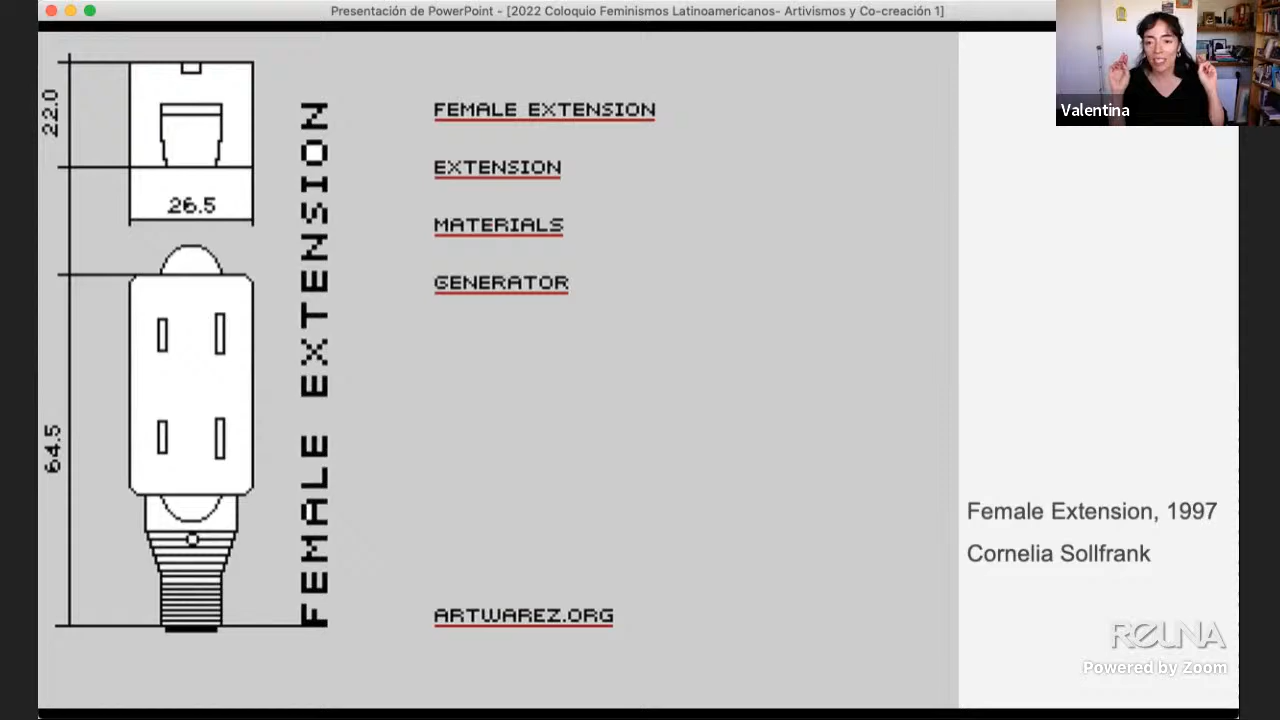 Presentación de PowerPoint - [2022 Coloquio Feminismos Latinoamericanos- Artivismos y Co-creación 1]
Valentina
22.0
26.5
64.5
FEMALE EXTENSION
FEMALE EXTENSION
EXTENSION
MATERIALS
GENERATOR
ARTWAREZ.ORG
Female Extension, 1997
Cornelia Sollfrank
REUNA
Powered by Zoom